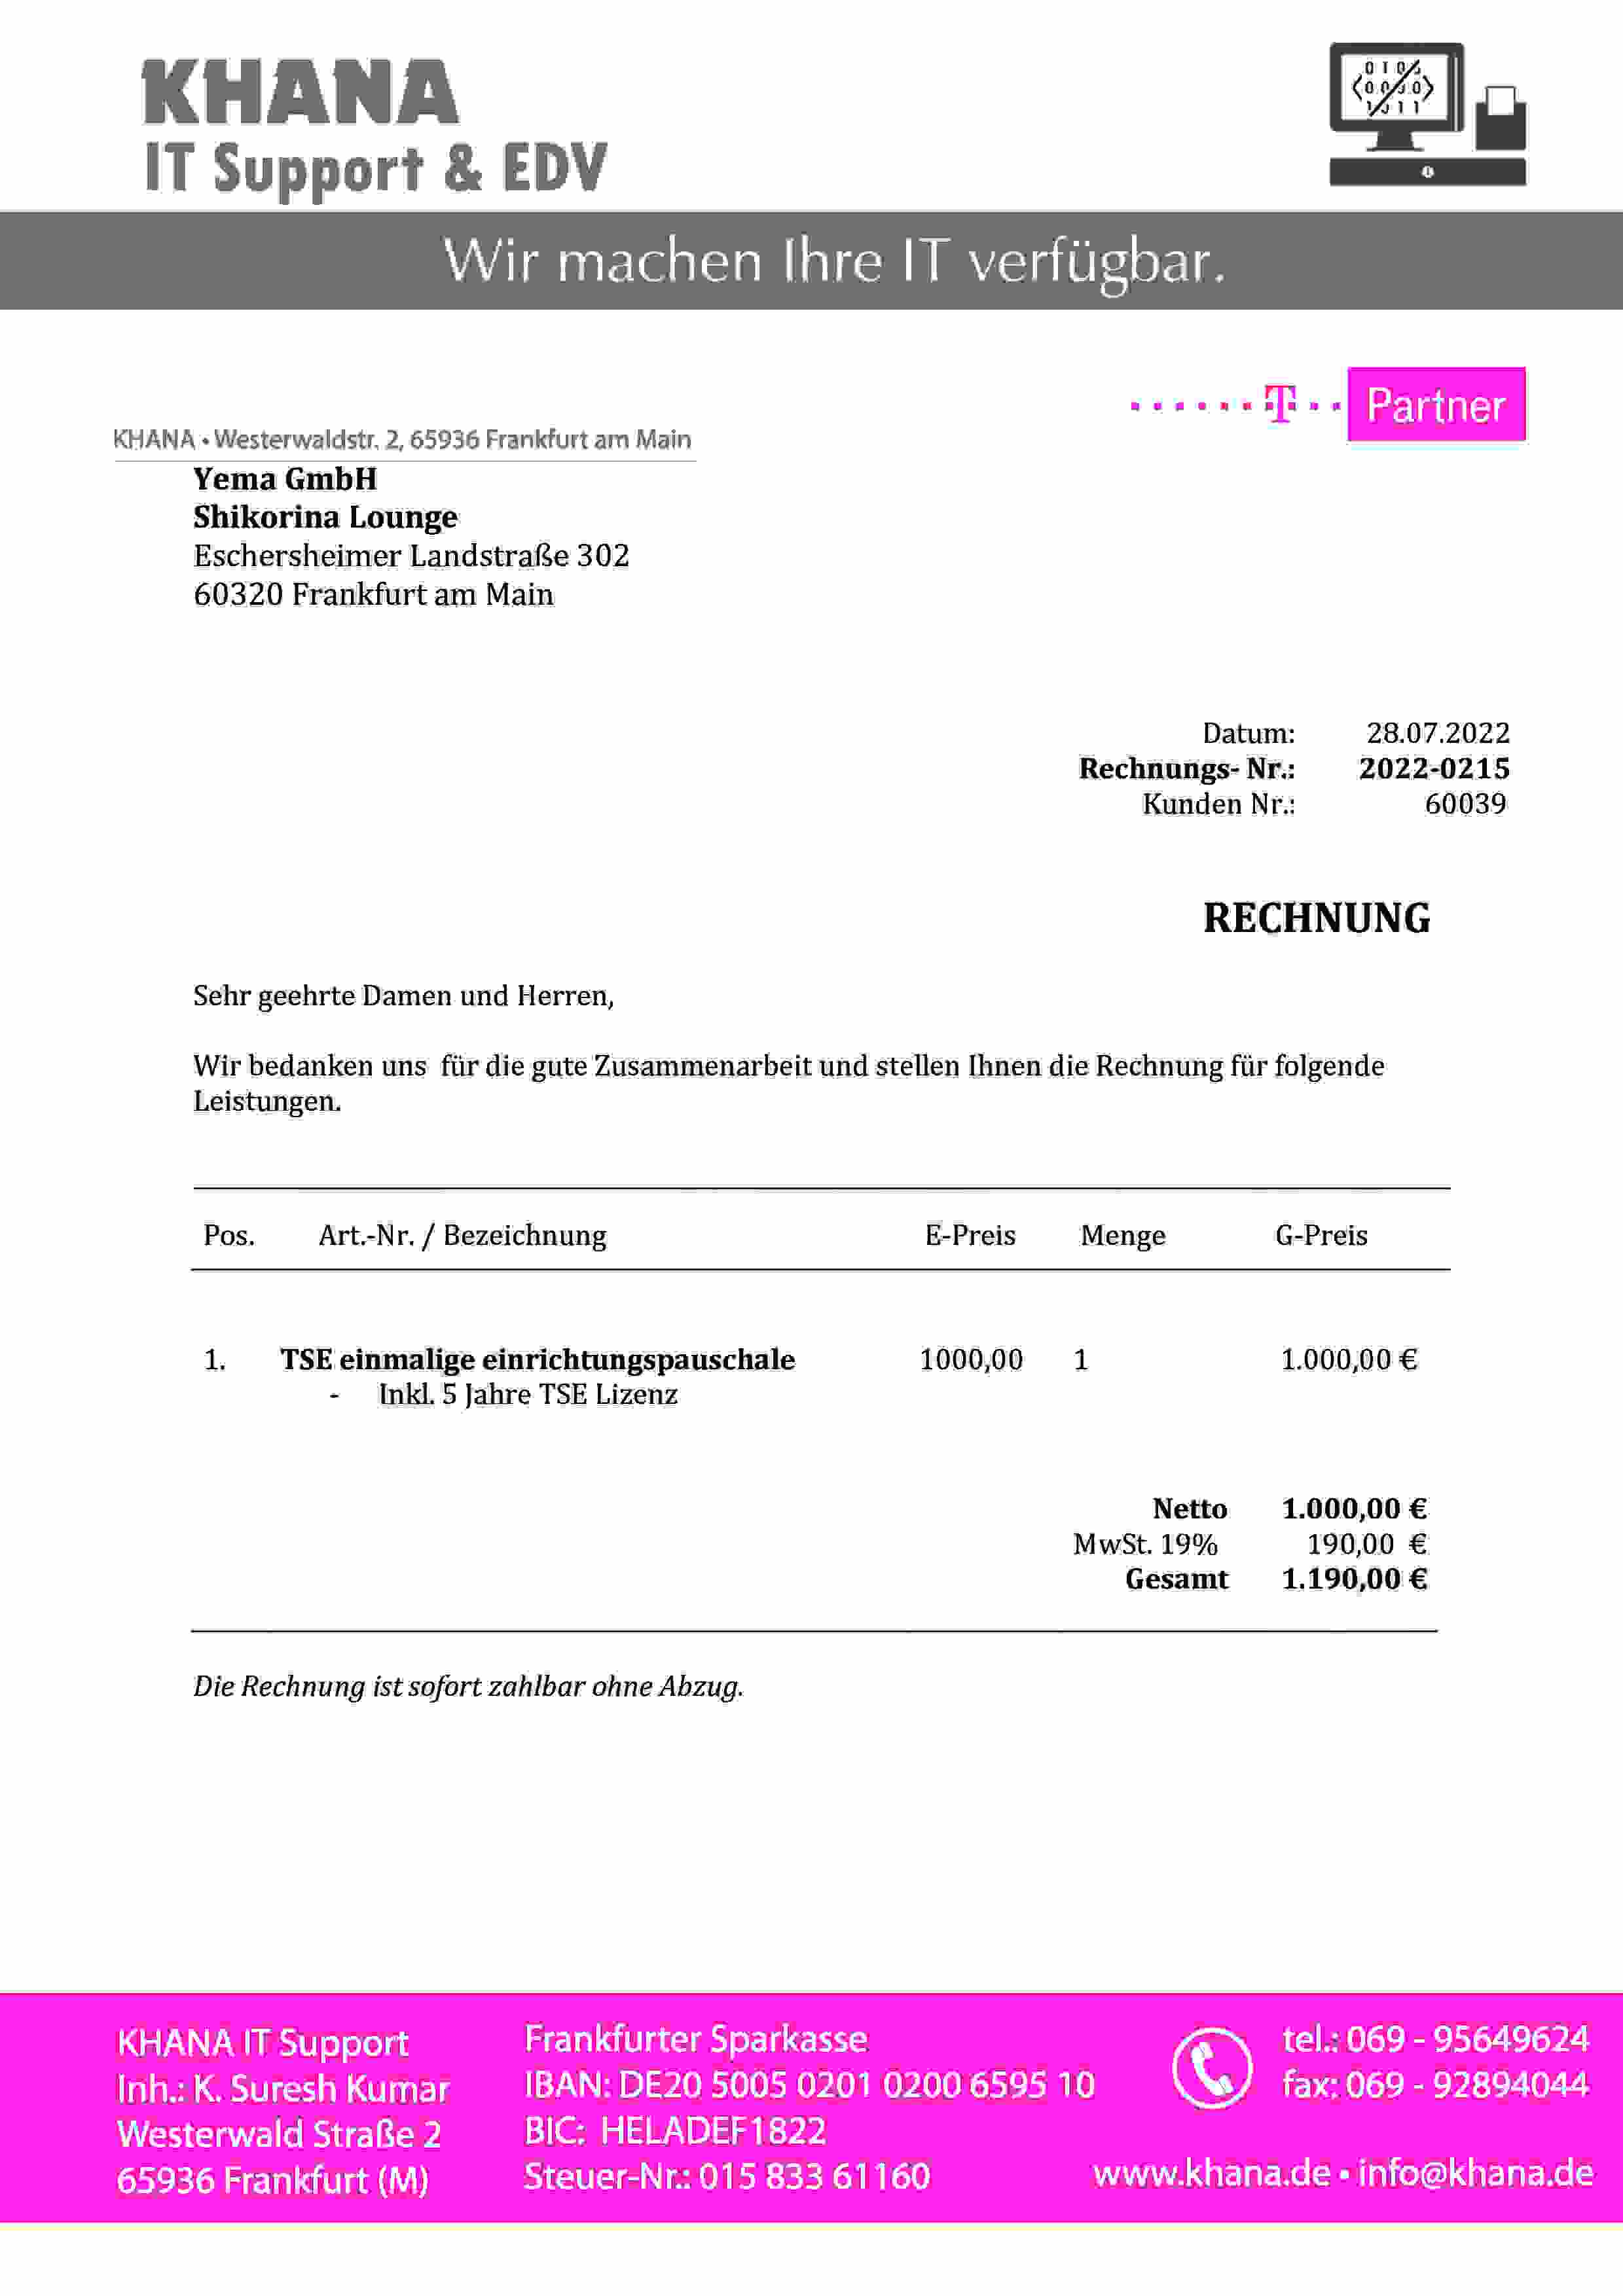 KHANA
IT Support & EDV
Wir machen Ihre IT verfügbar.
T Partner
KHANA • Westerwaldstr. 2, 65936 Frankfurt am Main
Yema GmbH
Shikorina Lounge
Eschersheimer Landstraße 302
60320 Frankfurt am Main
Datum: 28.07.2022
Rechnungs- Nr.: 2022-0215
Kunden Nr.: 60039
RECHNUNG
Sehr geehrte Damen und Herren,
Wir bedanken uns für die gute Zusammenarbeit und stellen Ihnen die Rechnung für folgende
Leistungen.
Pos. Art.-Nr. / Bezeichnung E-Preis Menge G-Preis
1. TSE einmalige einrichtungspauschale 1000,00 1 1.000,00 €
- Inkl. 5 Jahre TSE Lizenz
Netto 1.000,00 €
MwSt. 19% 190,00 €
Gesamt 1.190,00 €
Die Rechnung ist sofort zahlbar ohne Abzug.
KHANA IT Support
Inh.: K. Suresh Kumar
Westerwald Straße 2
65936 Frankfurt (M)
Frankfurter Sparkasse
IBAN: DE20 5005 0201 0200 6595 10
BIC: HELADEF1822
Steuer-Nr.: 015 833 61160
tel.: 069 - 95649624
fax: 069 - 92894044
www.khana.de • info@khana.de